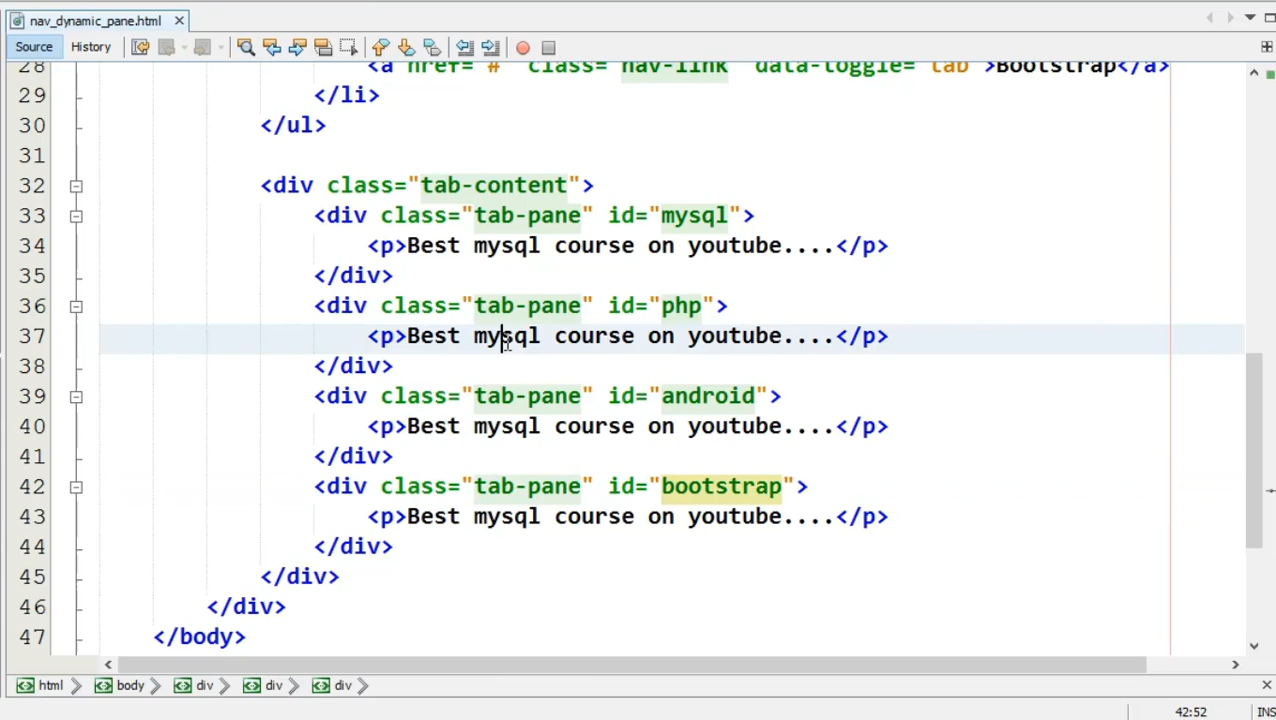 nav_dynamic_pane.html
Source History
28 <a href="#" class="nav-link" data-toggle="tab">Bootstrap</a>
29 </li>
30 </ul>
31
32 <div class="tab-content">
33 <div class="tab-pane" id="mysql">
34 <p>Best mysql course on youtube....</p>
35 </div>
36 <div class="tab-pane" id="php">
37 <p>Best mysql course on youtube....</p>
38 </div>
39 <div class="tab-pane" id="android">
40 <p>Best mysql course on youtube....</p>
41 </div>
42 <div class="tab-pane" id="bootstrap">
43 <p>Best mysql course on youtube....</p>
44 </div>
45 </div>
46 </div>
47 </body>
html body div div div
42:52 INS